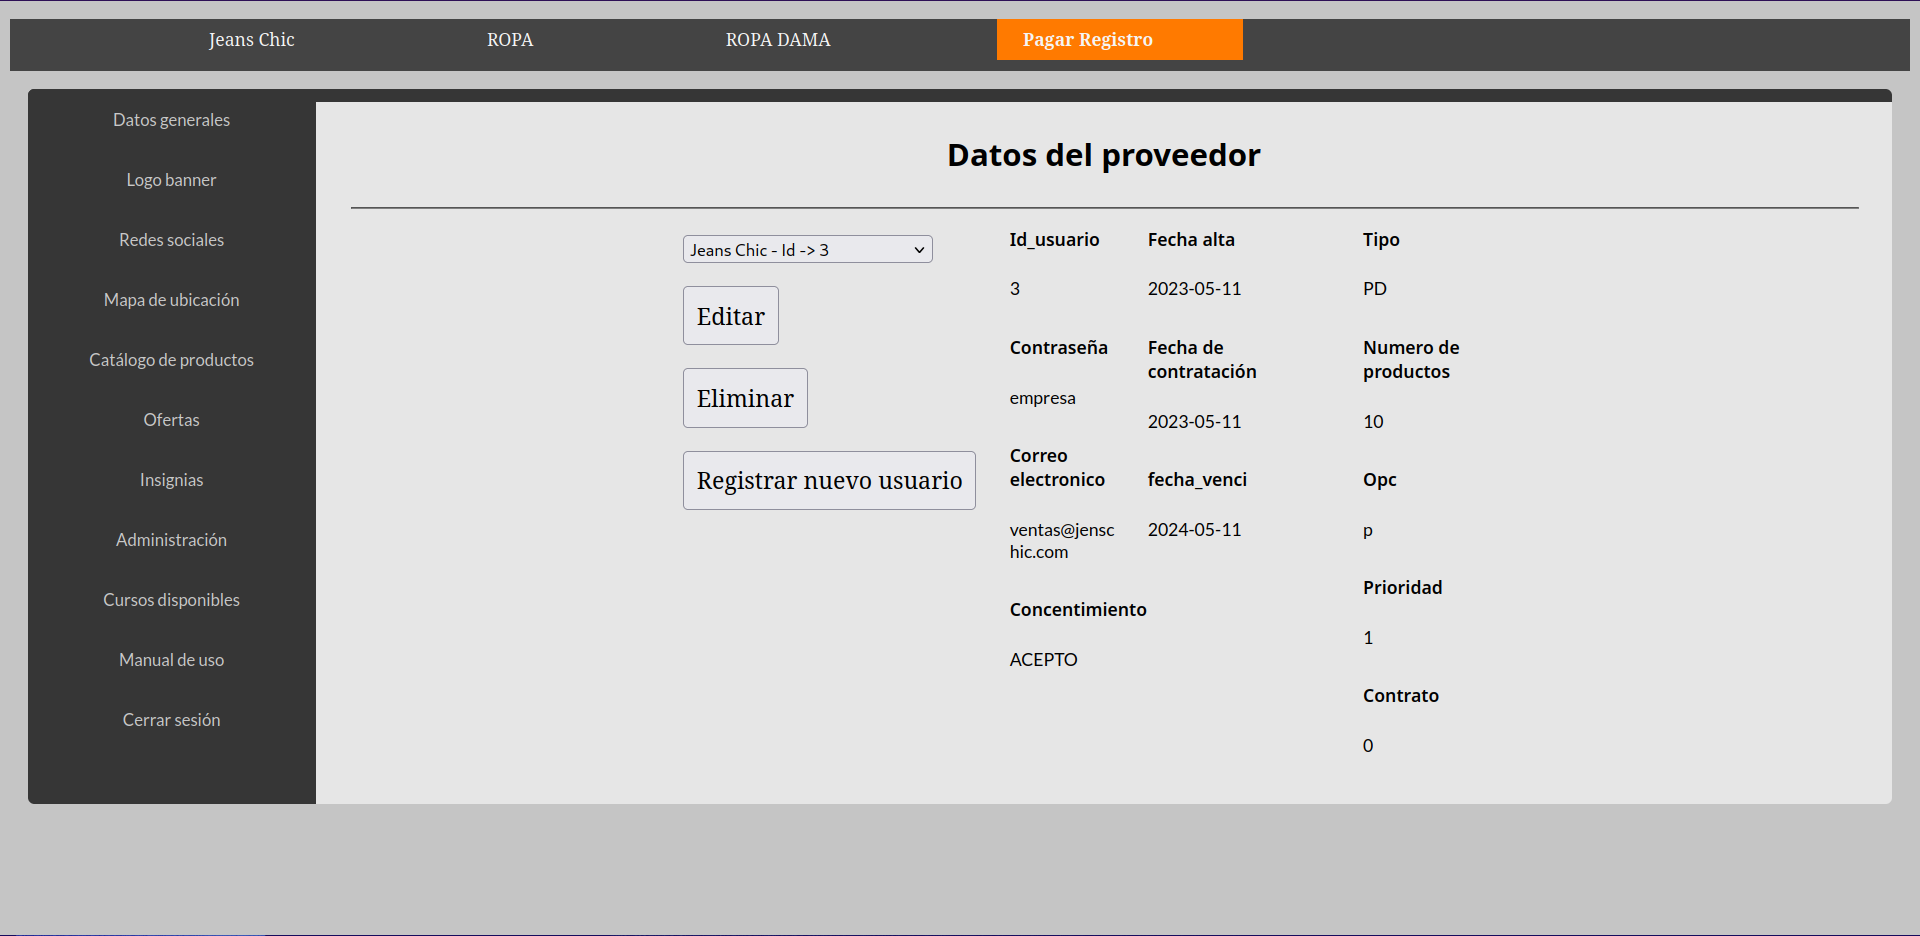 Jeans Chic
ROPA
ROPA DAMA
Pagar Registro
Datos generales
Logo banner
Redes sociales
Mapa de ubicación
Catálogo de productos
Ofertas
Insignias
Administración
Cursos disponibles
Manual de uso
Cerrar sesión
Datos del proveedor
Jeans Chic - Id -> 3
Editar
Eliminar
Registrar nuevo usuario
Id_usuario
3
Contraseña
empresa
Correo
electronico
ventas@jensc
hic.com
Concentimiento
ACEPTO
Fecha alta
2023-05-11
Fecha de
contratación
2023-05-11
fecha_venci
2024-05-11
Tipo
PD
Numero de
productos
10
Opc
p
Prioridad
1
Contrato
0